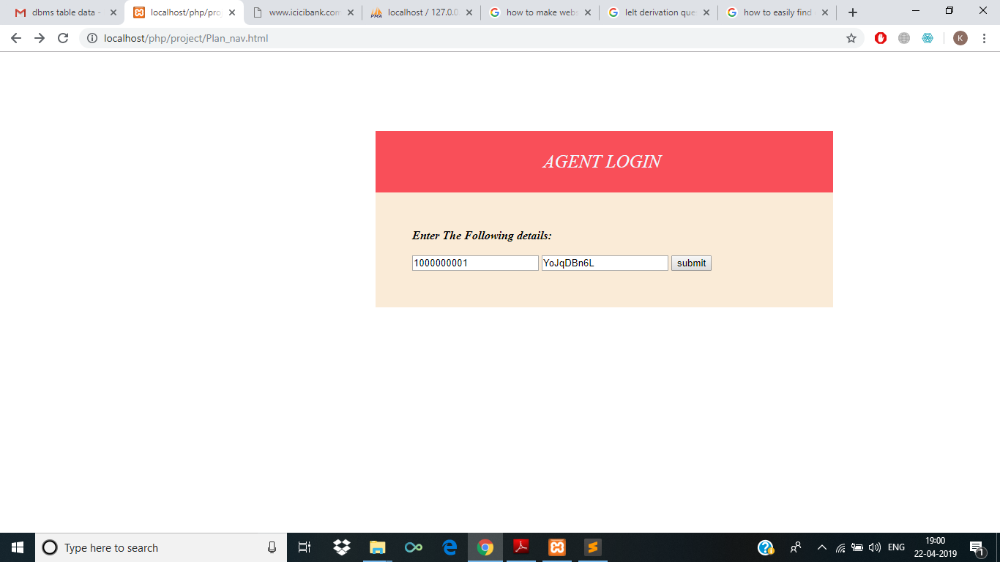 dbms table data -
localhost/php/proj
www.icicibank.com
localhost / 127.0.0.
how to make webs
lelt derivation que
how to easily find
localhost/php/project/Plan_nav.html
K
AGENT LOGIN
Enter The Following details:
1000000001 YoJqDBn6L submit
Type here to search
ENG
19:00
22-04-2019
1